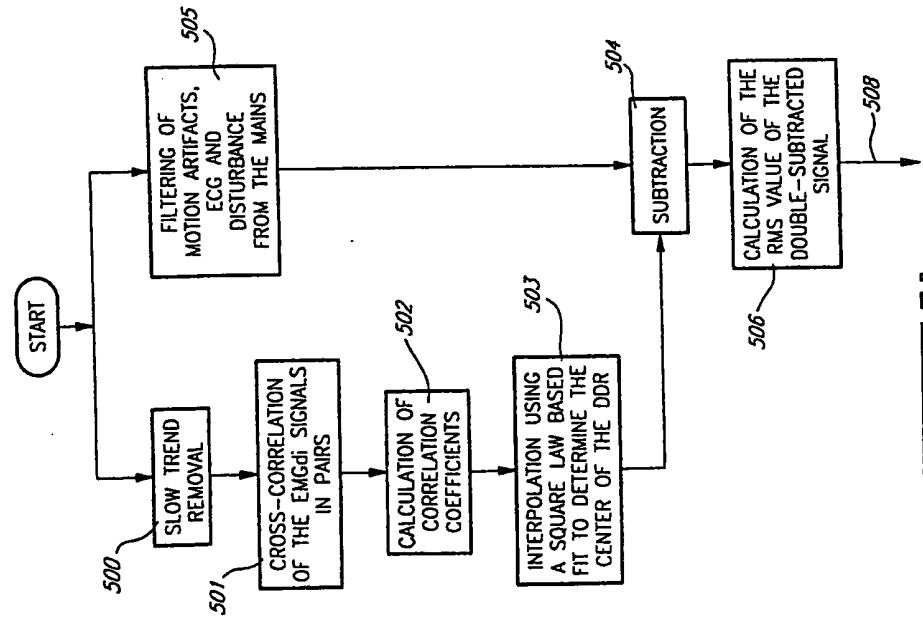 START
SLOW TREND
REMOVAL
500
CROSS-CORRELATION
OF THE EMGdi SIGNALS
IN PAIRS
501
CALCULATION OF
CORRELATION
COEFFICIENTS
502
INTERPOLATION USING
A SQUARE LAW BASED
FIT TO DETERMINE THE
CENTER OF THE DDR
503
FILTERING OF
MOTION ARTIFACTS,
ECG AND
DISTURBANCE
FROM THE MAINS
505
SUBTRACTION
504
CALCULATION OF THE
RMS VALUE OF THE
DOUBLE-SUBTRACTED
SIGNAL
506
508